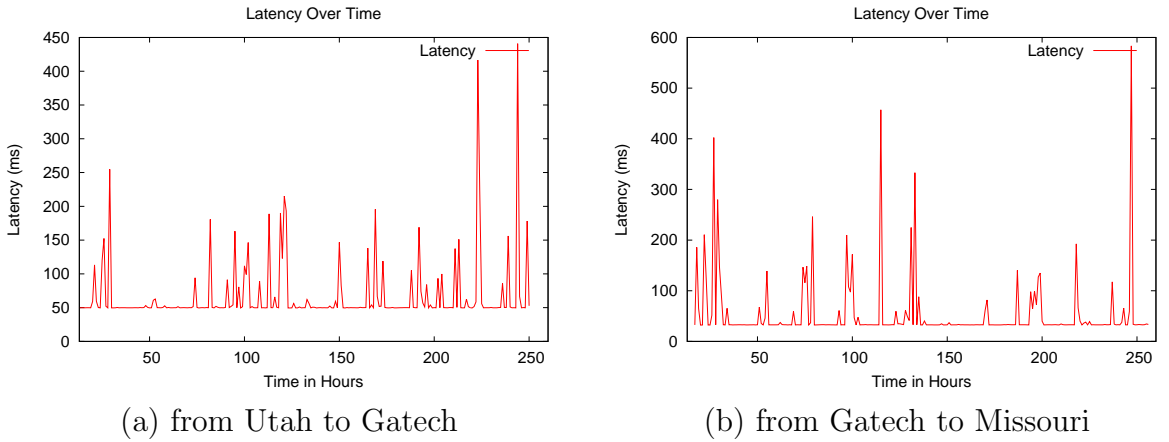 Latency Over Time
450
400
350
300
250
200
150
100
50
0
Latency (ms)
Latency
50
100
150
200
250
Time in Hours
(a) from Utah to Gatech
Latency Over Time
600
500
400
300
200
100
0
Latency (ms)
Latency
50
100
150
200
250
Time in Hours
(b) from Gatech to Missouri